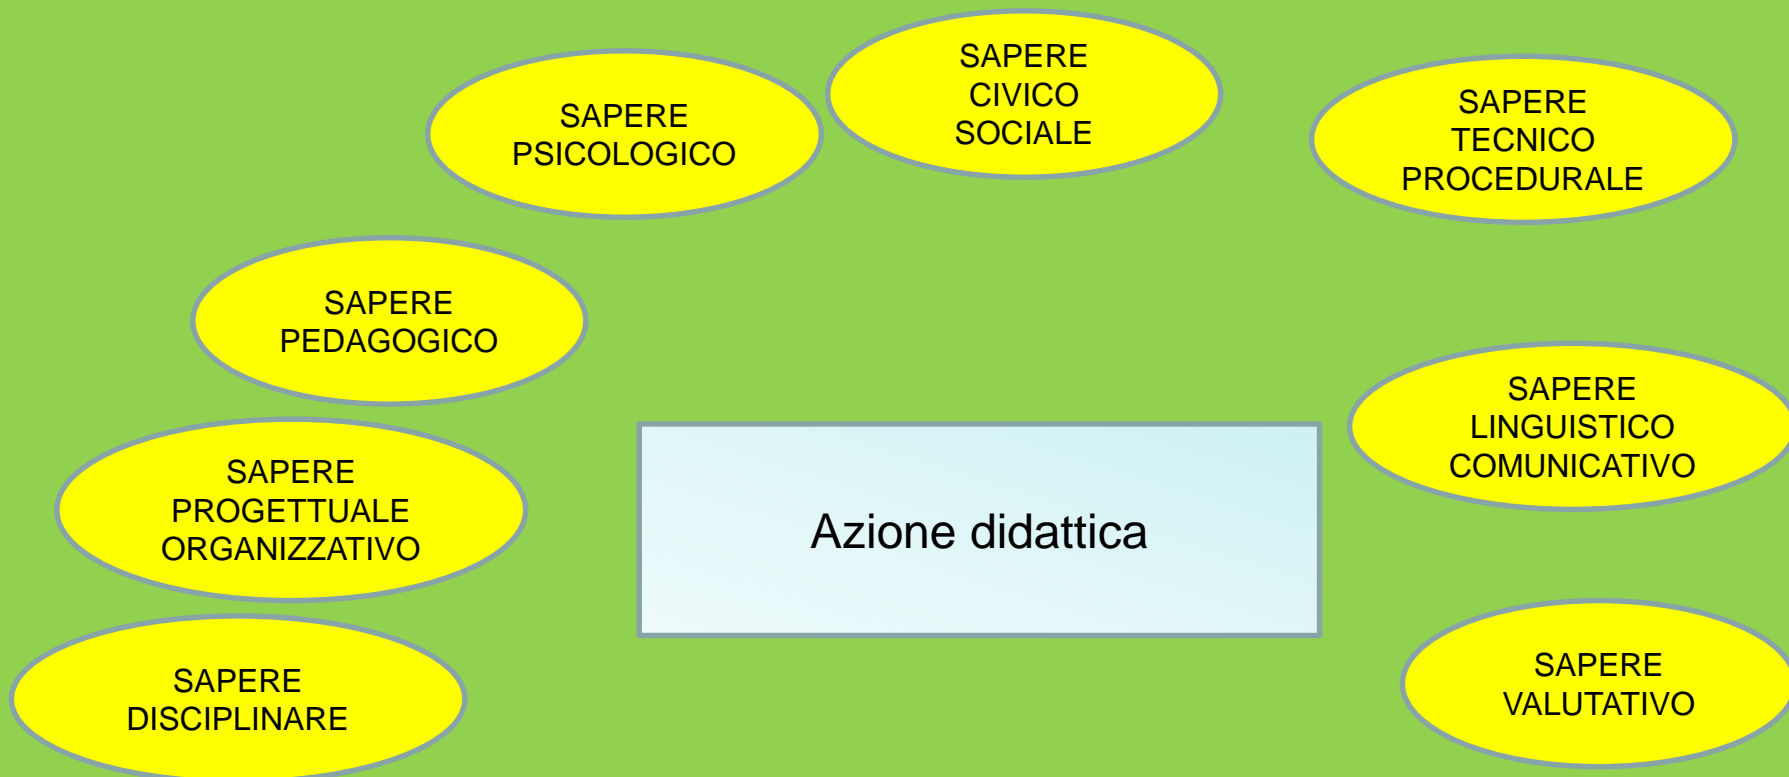 SAPERE
CIVICO
SOCIALE
SAPERE
PSICOLOGICO
SAPERE
TECNICO
PROCEDURALE
SAPERE
PEDAGOGICO
SAPERE
LINGUISTICO
COMUNICATIVO
SAPERE
PROGETTUALE
ORGANIZZATIVO
Azione didattica
SAPERE
DISCIPLINARE
SAPERE
VALUTATIVO